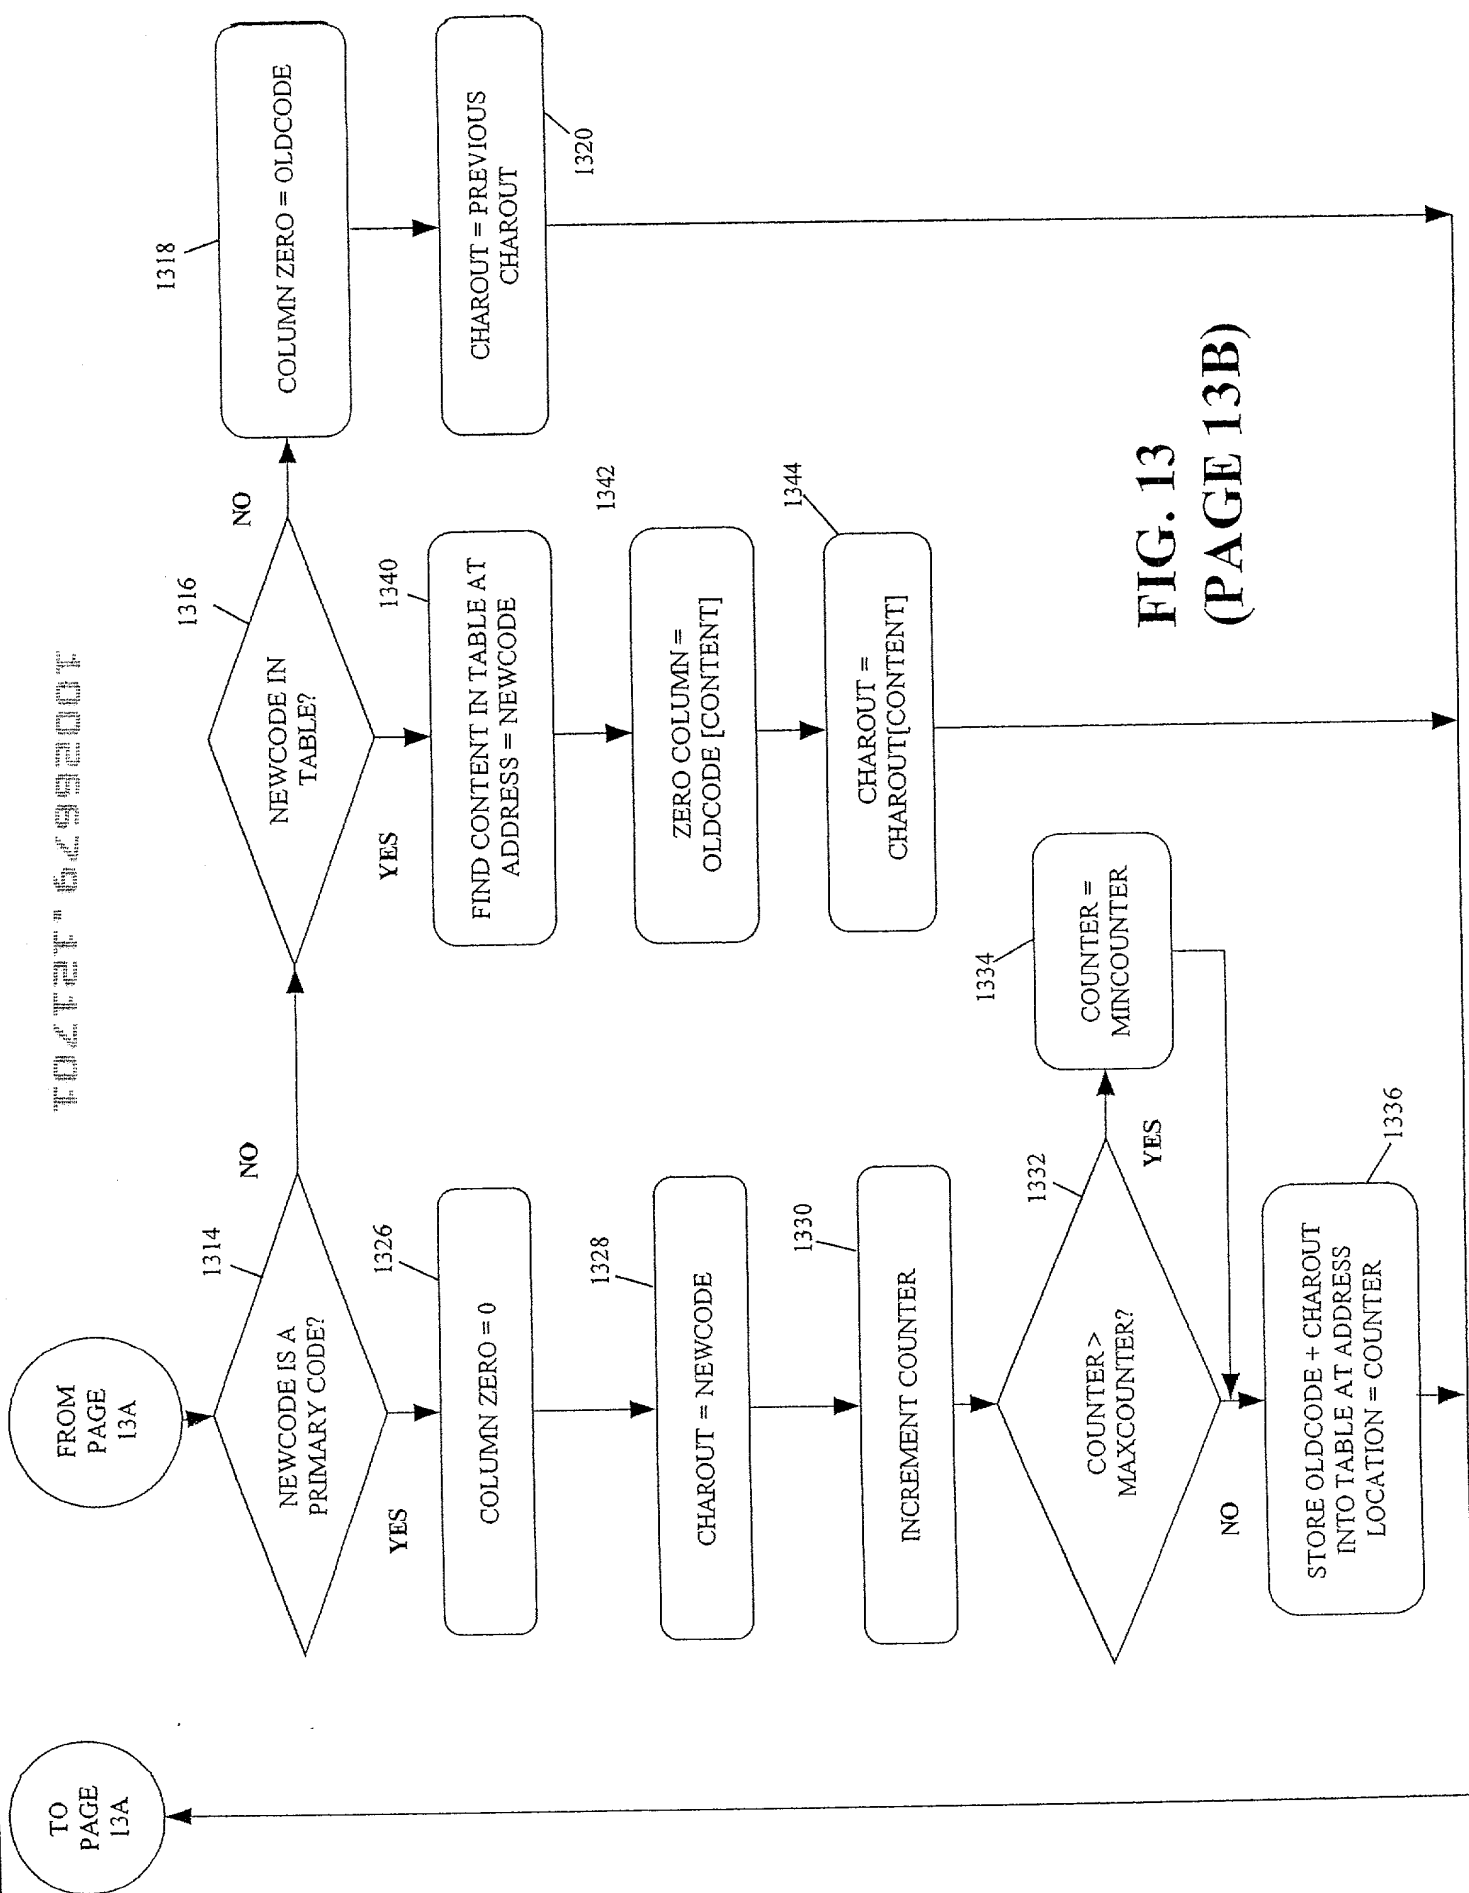 10026976.121701
TO
PAGE
13A
FROM
PAGE
13A
1314
NEWCODE IS A
PRIMARY CODE?
NO
YES
1316
NEWCODE IN
TABLE?
NO
YES
1318
COLUMN ZERO = OLDCODE
1320
CHAROUT = PREVIOUS
CHAROUT
1326
COLUMN ZERO = 0
1328
CHAROUT = NEWCODE
1330
INCREMENT COUNTER
1332
COUNTER >
MAXCOUNTER?
YES
NO
1334
COUNTER =
MINCOUNTER
1336
STORE OLDCODE + CHAROUT
INTO TABLE AT ADDRESS
LOCATION = COUNTER
1340
FIND CONTENT IN TABLE AT
ADDRESS = NEWCODE
1342
ZERO COLUMN =
OLDCODE [CONTENT]
1344
CHAROUT =
CHAROUT[CONTENT]
FIG. 13
(PAGE 13B)